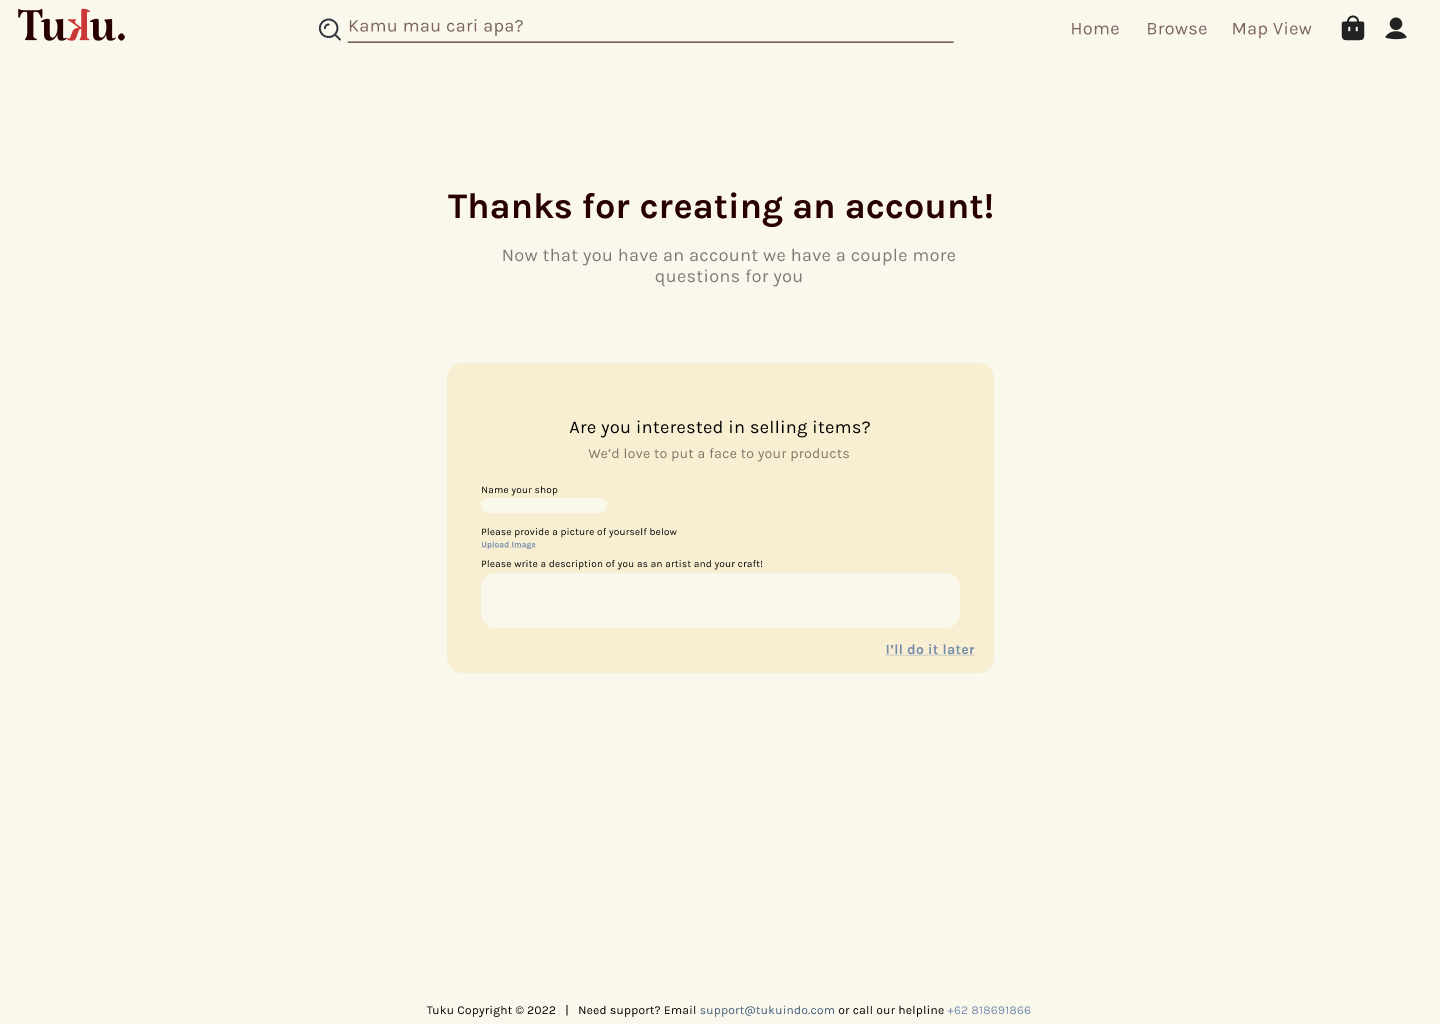 Tuku.
Kamu mau cari apa?
Home
Browse
Map View
Thanks for creating an account!
Now that you have an account we have a couple more
questions for you
Are you interested in selling items?
We’d love to put a face to your products
Name your shop
Please provide a picture of yourself below
Upload Image
Please write a description of you as an artist and your craft!
I’ll do it later
Tuku Copyright © 2022 | Need support? Email support@tukuindo.com or call our helpline +62 818691866